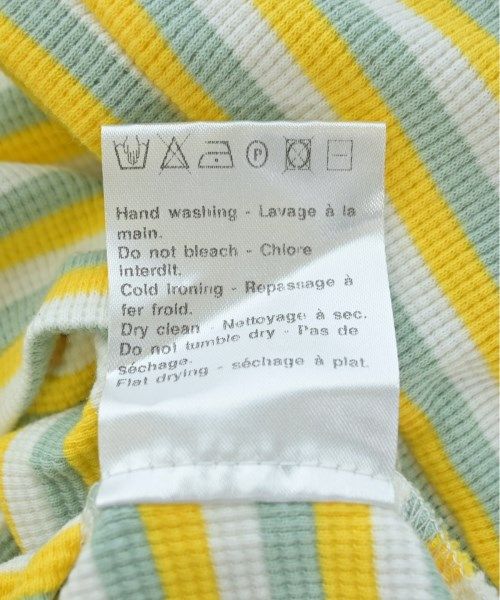 P
Hand washing - Lavage à la
main.
Do not bleach - Chlore
interdit.
Cold Ironing - Repassage à
fer froid.
Dry clean - Nettoyage à sec.
Do not tumble dry - Pas de
séchage.
Flat drying - séchage à plat.